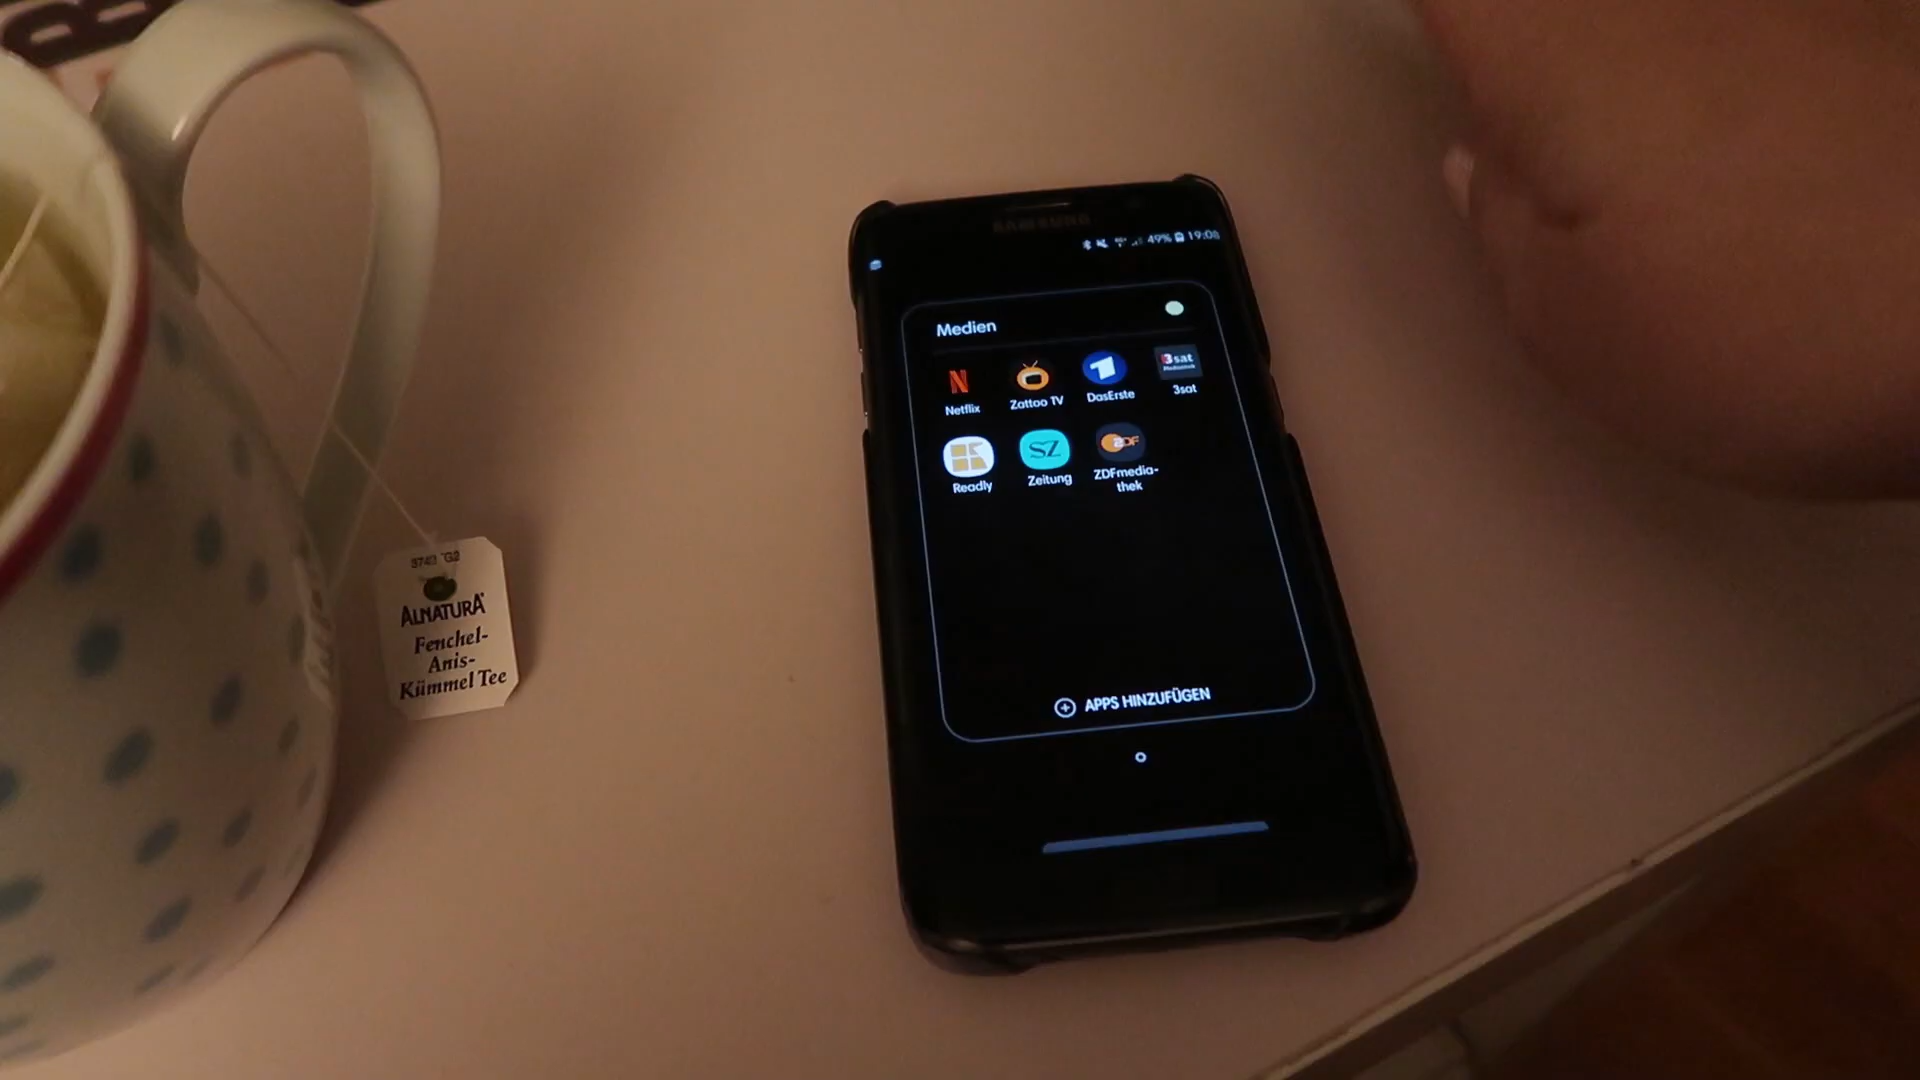 SAMSUNG
49% 19:08
Medien
Netflix
Zattoo TV
DasErste
3sat
3sat
SZ
ZDF
Readly
Zeitung
ZDFmedia-
thek
APPS HINZUFÜGEN
ALNATURA
Fenchel-
Anis-
Kümmel Tee